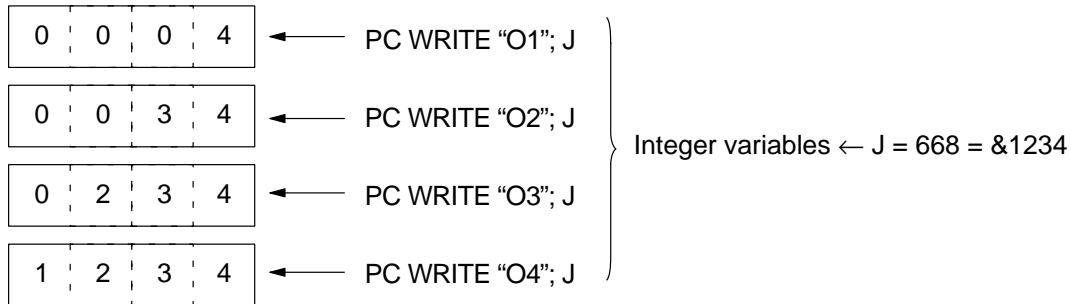 0 0 0 4 PC WRITE “O1”; J
0 0 3 4 PC WRITE “O2”; J
Integer variables ← J = 668 = &1234
0 2 3 4 PC WRITE “O3”; J
1 2 3 4 PC WRITE “O4”; J